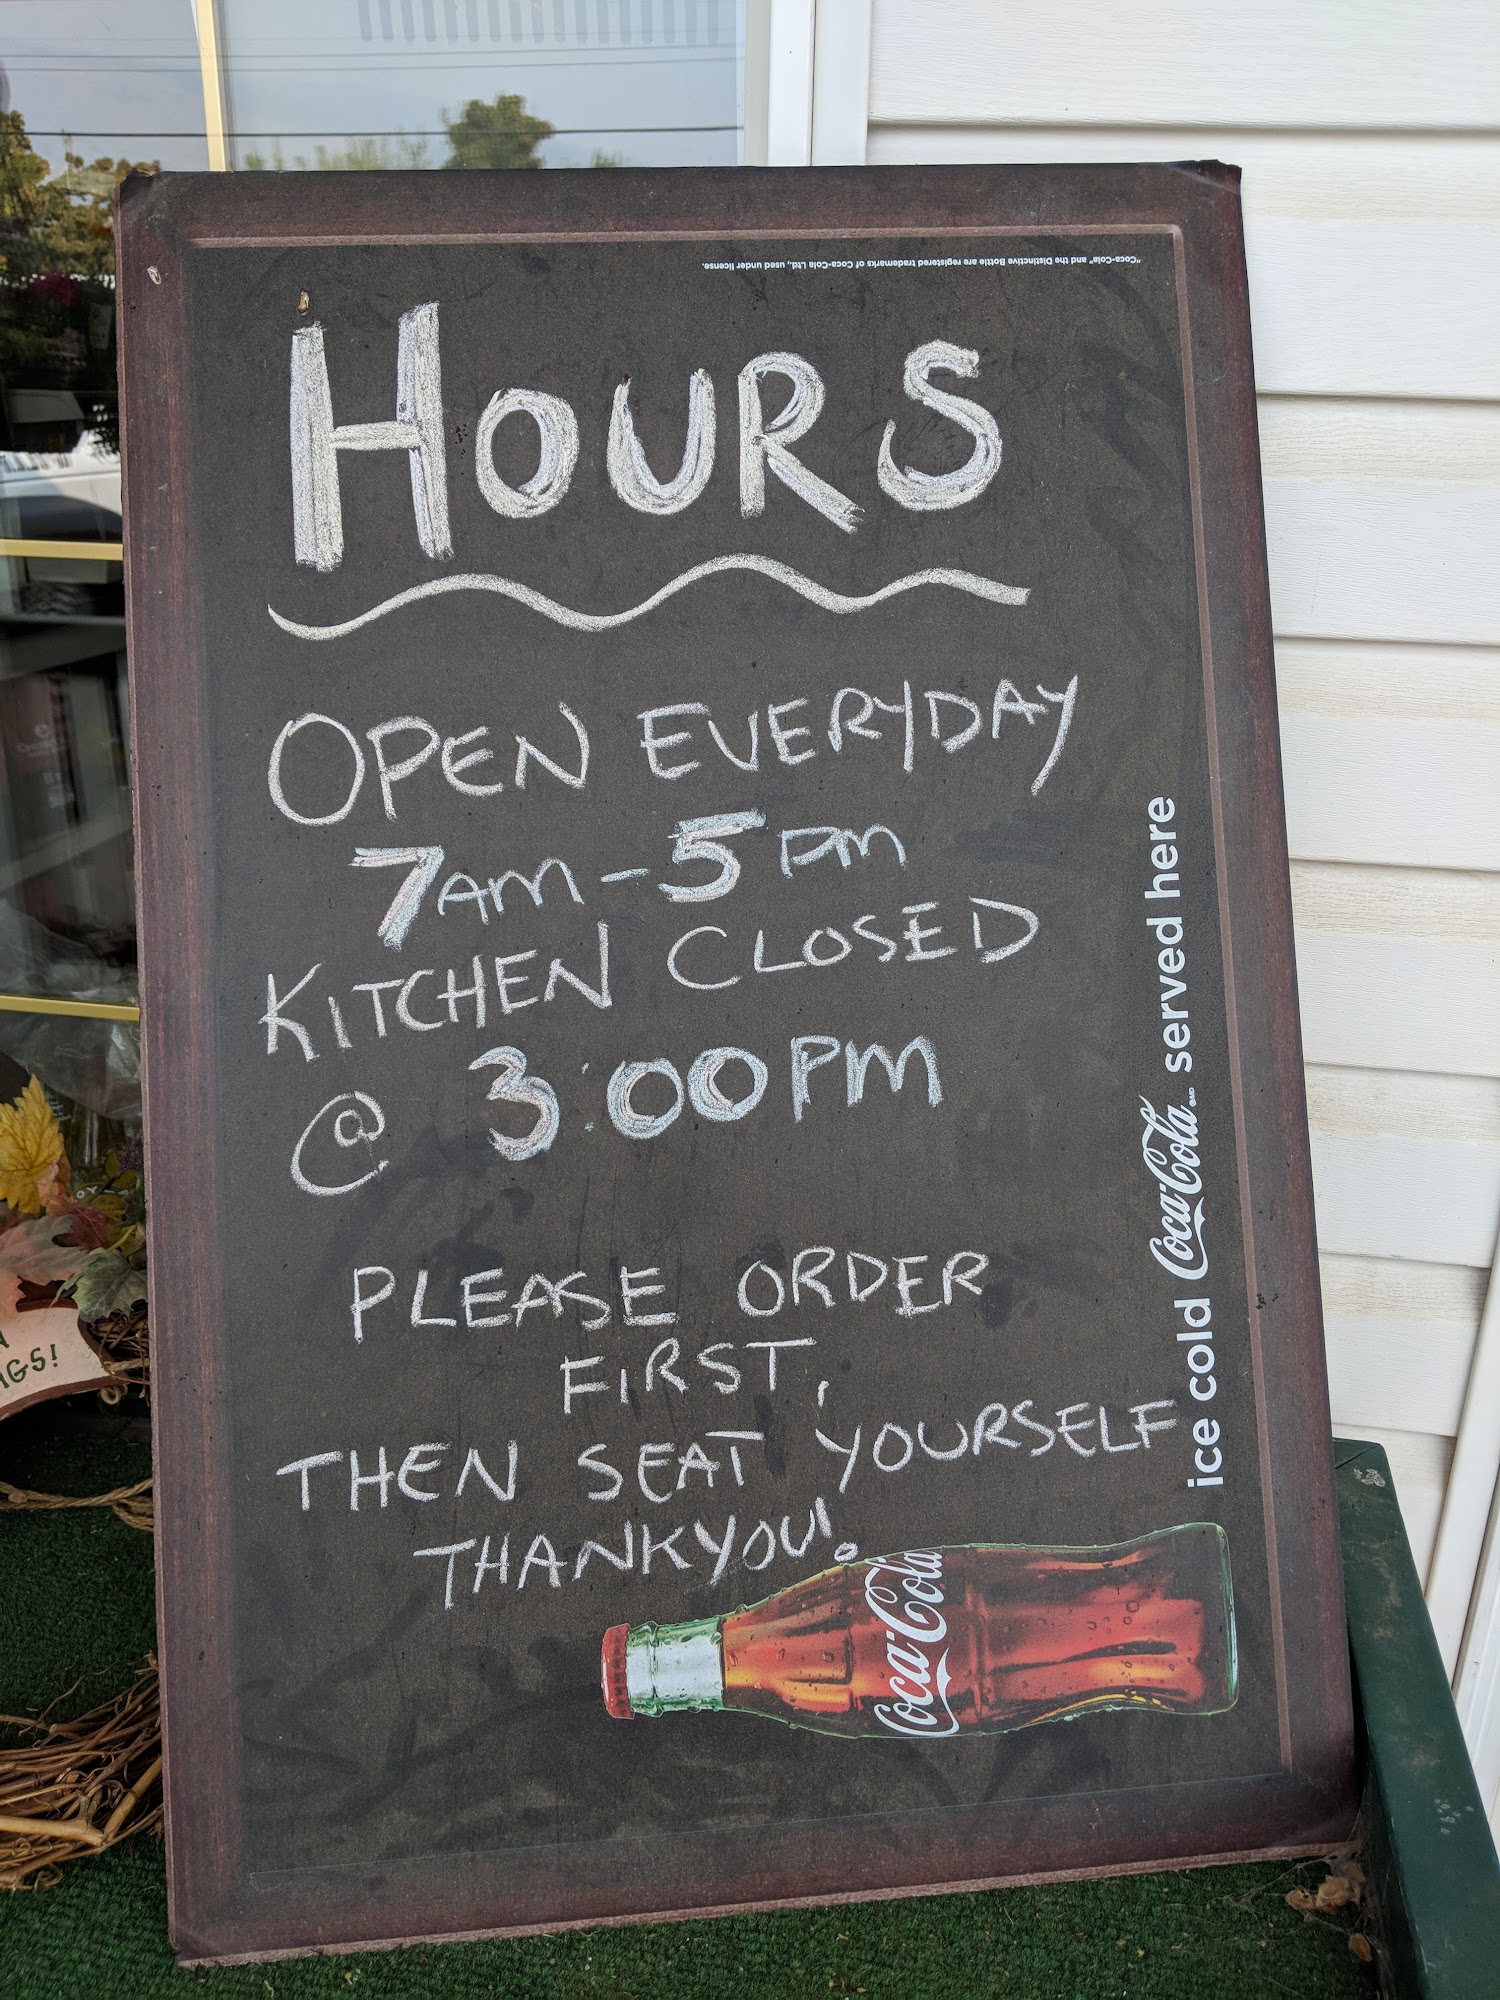 "Coca-Cola" and the Distinctive Bottle are registered trademarks of Coca-Cola Ltd., used under license.
HOURS
OPEN EVERYDAY
7AM - 5PM
KITCHEN CLOSED
@ 3:00PM
PLEASE ORDER
FIRST,
THEN SEAT YOURSELF
THANKYOU!
ice cold Coca-Cola served here
Coca-Cola
GS!